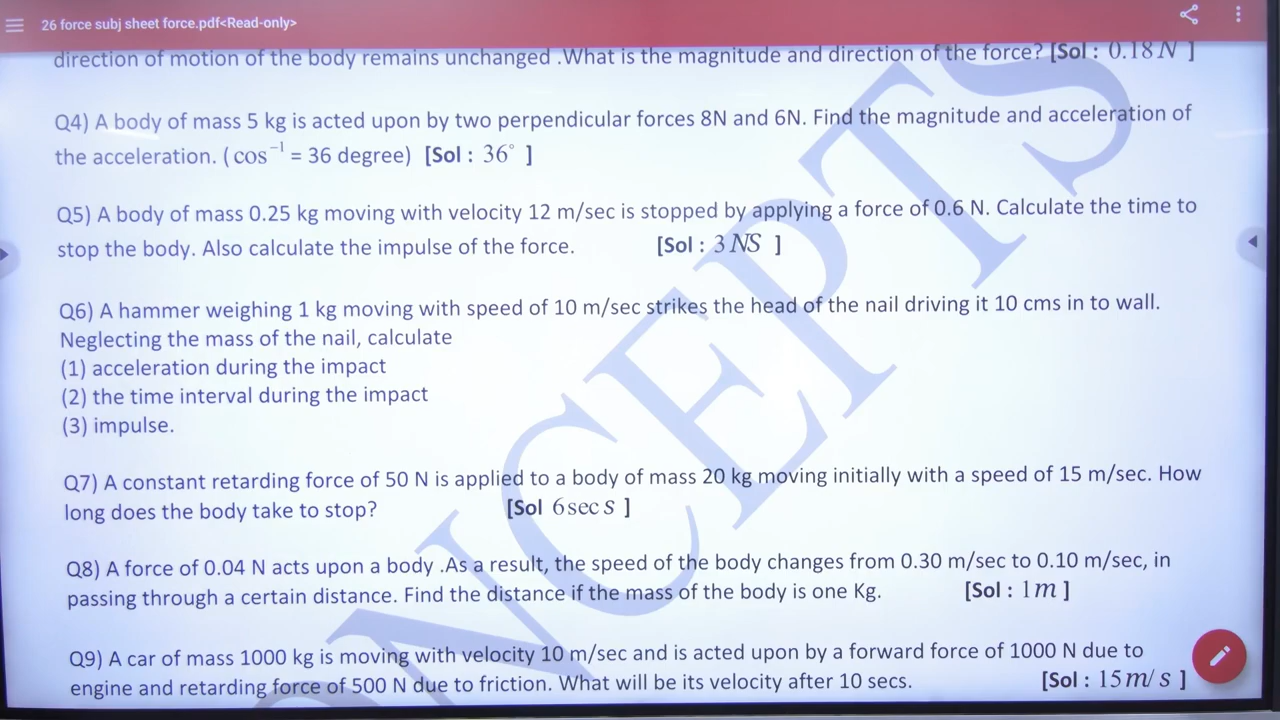 26 force subj sheet force.pdf<Read-only>
direction of motion of the body remains unchanged .What is the magnitude and direction of the force? [Sol : 0.18 N ]
Q4) A body of mass 5 kg is acted upon by two perpendicular forces 8N and 6N. Find the magnitude and acceleration of
the acceleration. ( cos⁻¹ = 36 degree) [Sol : 36° ]
Q5) A body of mass 0.25 kg moving with velocity 12 m/sec is stopped by applying a force of 0.6 N. Calculate the time to
stop the body. Also calculate the impulse of the force. [Sol : 3 NS ]
Q6) A hammer weighing 1 kg moving with speed of 10 m/sec strikes the head of the nail driving it 10 cms in to wall.
Neglecting the mass of the nail, calculate
(1) acceleration during the impact
(2) the time interval during the impact
(3) impulse.
Q7) A constant retarding force of 50 N is applied to a body of mass 20 kg moving initially with a speed of 15 m/sec. How
long does the body take to stop? [Sol 6 sec s ]
Q8) A force of 0.04 N acts upon a body .As a result, the speed of the body changes from 0.30 m/sec to 0.10 m/sec, in
passing through a certain distance. Find the distance if the mass of the body is one Kg. [Sol : 1m ]
Q9) A car of mass 1000 kg is moving with velocity 10 m/sec and is acted upon by a forward force of 1000 N due to
engine and retarding force of 500 N due to friction. What will be its velocity after 10 secs. [Sol : 15 m/s ]
ONCEPTS